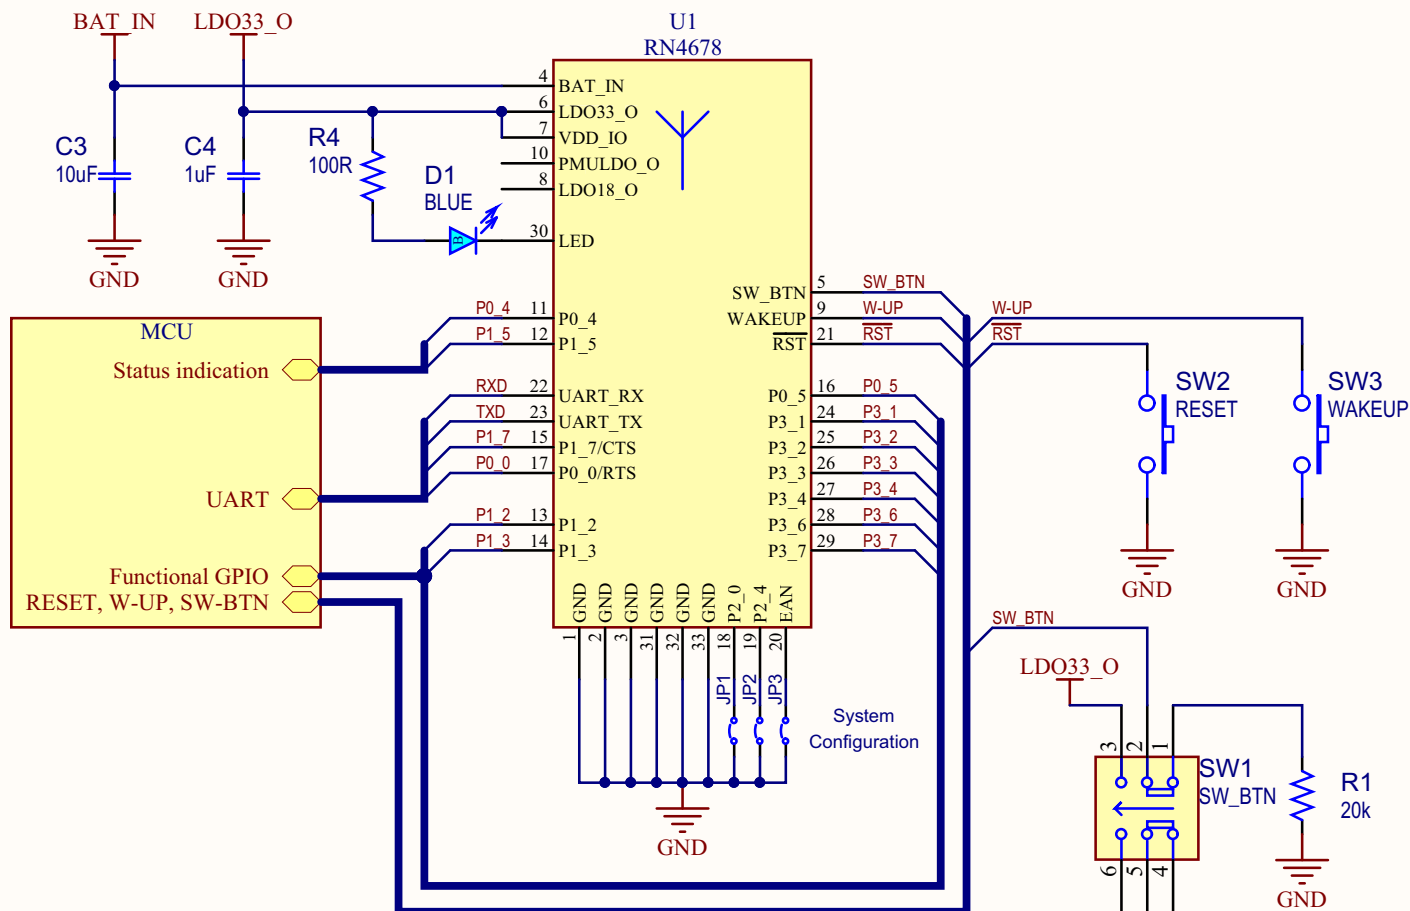 BAT_IN
LDO33_O
U1
RN4678
4 BAT_IN
6 LDO33_O
7 VDD_IO
10 PMULDO_O
8 LDO18_O
30 LED
C3
10uF
C4
1uF
R4
100R
D1
BLUE
B
GND
GND
SW_BTN 5 SW_BTN
WAKEUP 9 W-UP
RST 21 RST
W-UP
RST
MCU
Status indication
UART
Functional GPIO
RESET, W-UP, SW-BTN
P0_4 11 P0_4
P1_5 12 P1_5
RXD 22 UART_RX
TXD 23 UART_TX
P1_7 15 P1_7/CTS
P0_0 17 P0_0/RTS
P1_2 13 P1_2
P1_3 14 P1_3
P0_5 16 P0_5
P3_1 24 P3_1
P3_2 25 P3_2
P3_3 26 P3_3
P3_4 27 P3_4
P3_6 28 P3_6
P3_7 29 P3_7
SW2
RESET
SW3
WAKEUP
GND
GND
GND GND GND GND GND GND P2_0 P2_4 EAN
1 2 3 31 32 33 18 19 20
JP1 JP2 JP3
System
Configuration
GND
SW_BTN
LDO33_O
3 2 1
SW1
SW_BTN
R1
20k
6 5 4
GND